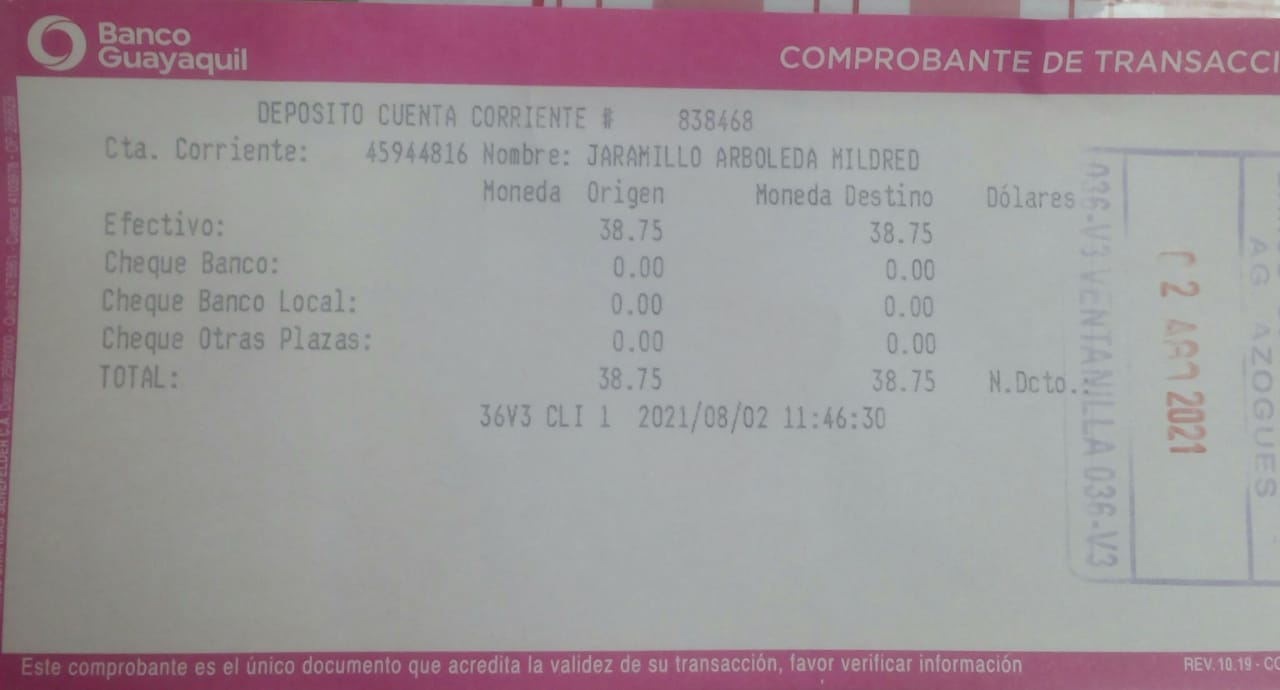 Banco
Guayaquil
COMPROBANTE DE TRANSACCI
DEPOSITO CUENTA CORRIENTE # 838468
Cta. Corriente: 45944816 Nombre: JARAMILLO ARBOLEDA MILDRED
Moneda Origen Moneda Destino Dólares
Efectivo: 38.75 38.75
Cheque Banco: 0.00 0.00
Cheque Banco Local: 0.00 0.00
Cheque Otras Plazas: 0.00 0.00
TOTAL: 38.75 38.75 N.Dcto..
36V3 CLI 1 2021/08/02 11:46:30
036-V3 VENTANILLA 036-V3
2 2021
AG AZOGUES
Este comprobante es el único documento que acredita la validez de su transacción, favor verificar información
REV. 10.19 - CO